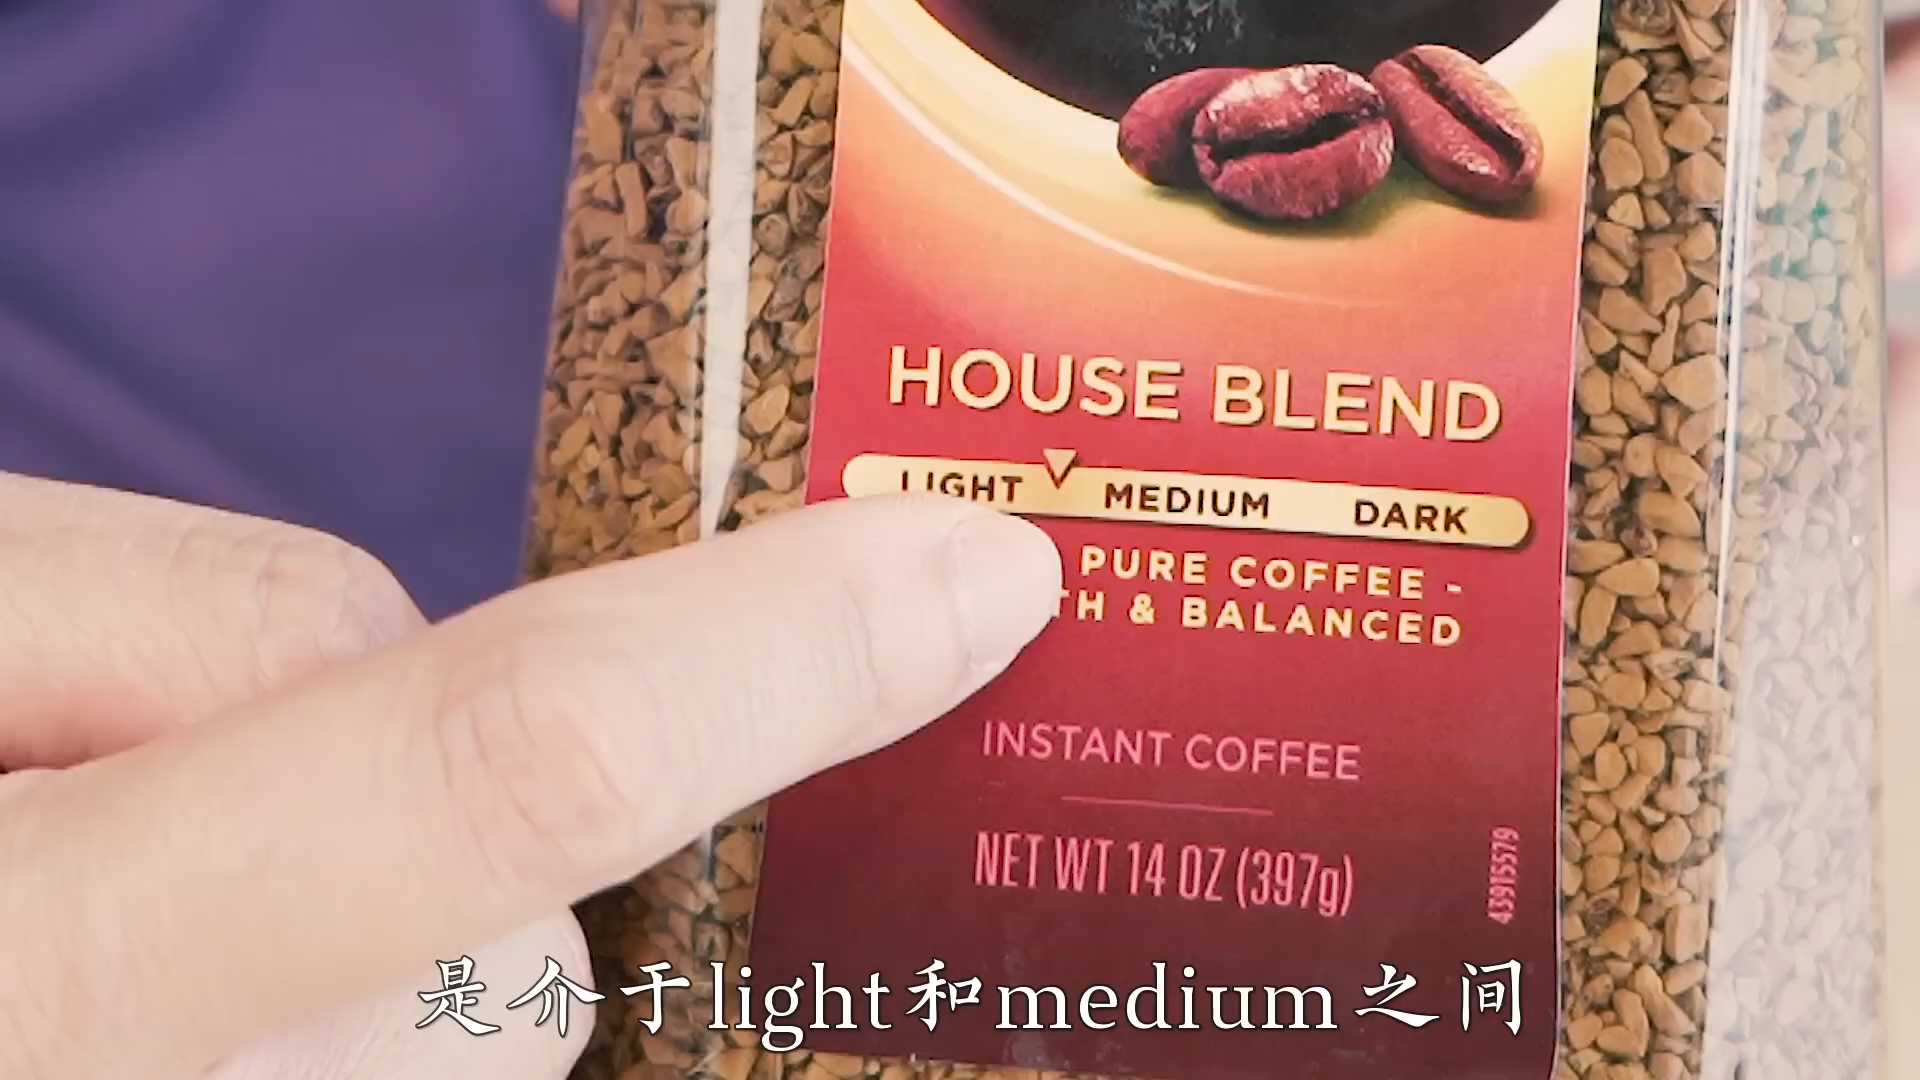 HOUSE BLEND
LIGHT MEDIUM DARK
PURE COFFEE -
& BALANCED
INSTANT COFFEE
NET WT 14 OZ (397g)
43915579
是介于light和medium之间